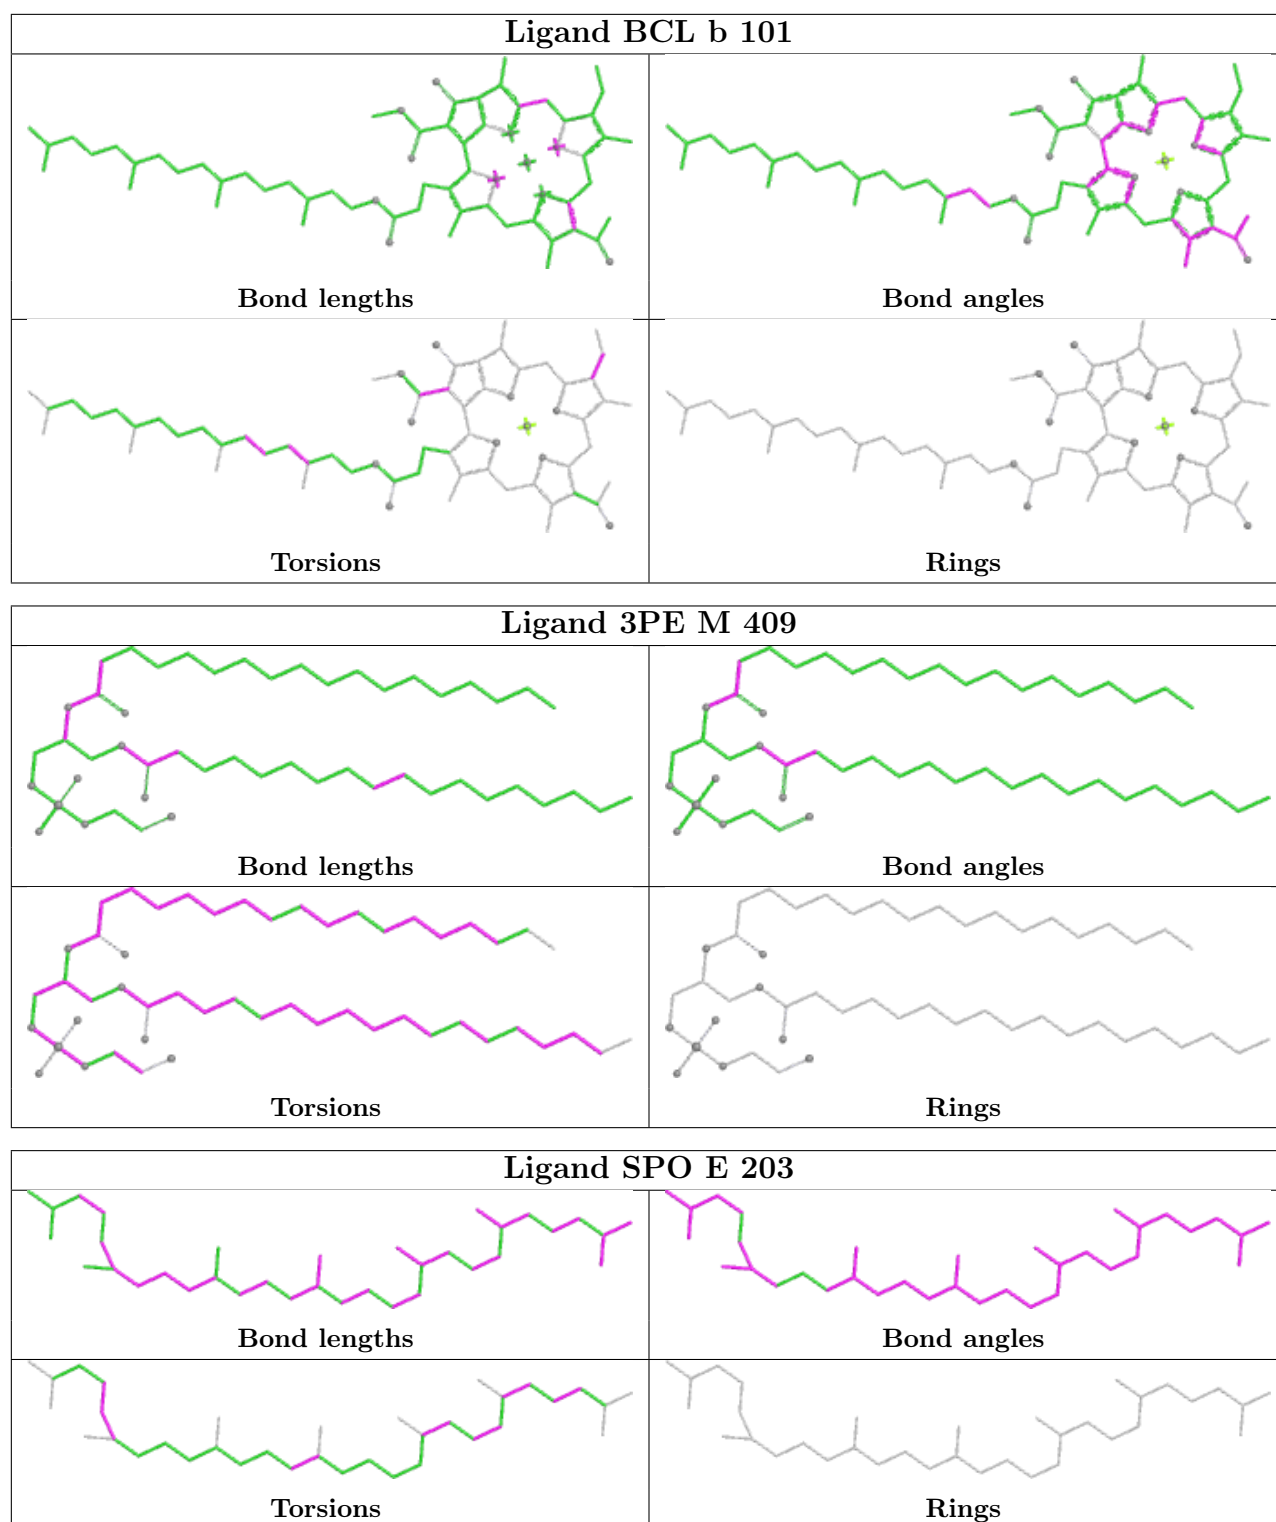 Ligand BCL b 101
Bond lengths
Bond angles
Torsions
Rings
Ligand 3PE M 409
Bond lengths
Bond angles
Torsions
Rings
Ligand SPO E 203
Bond lengths
Bond angles
Torsions
Rings